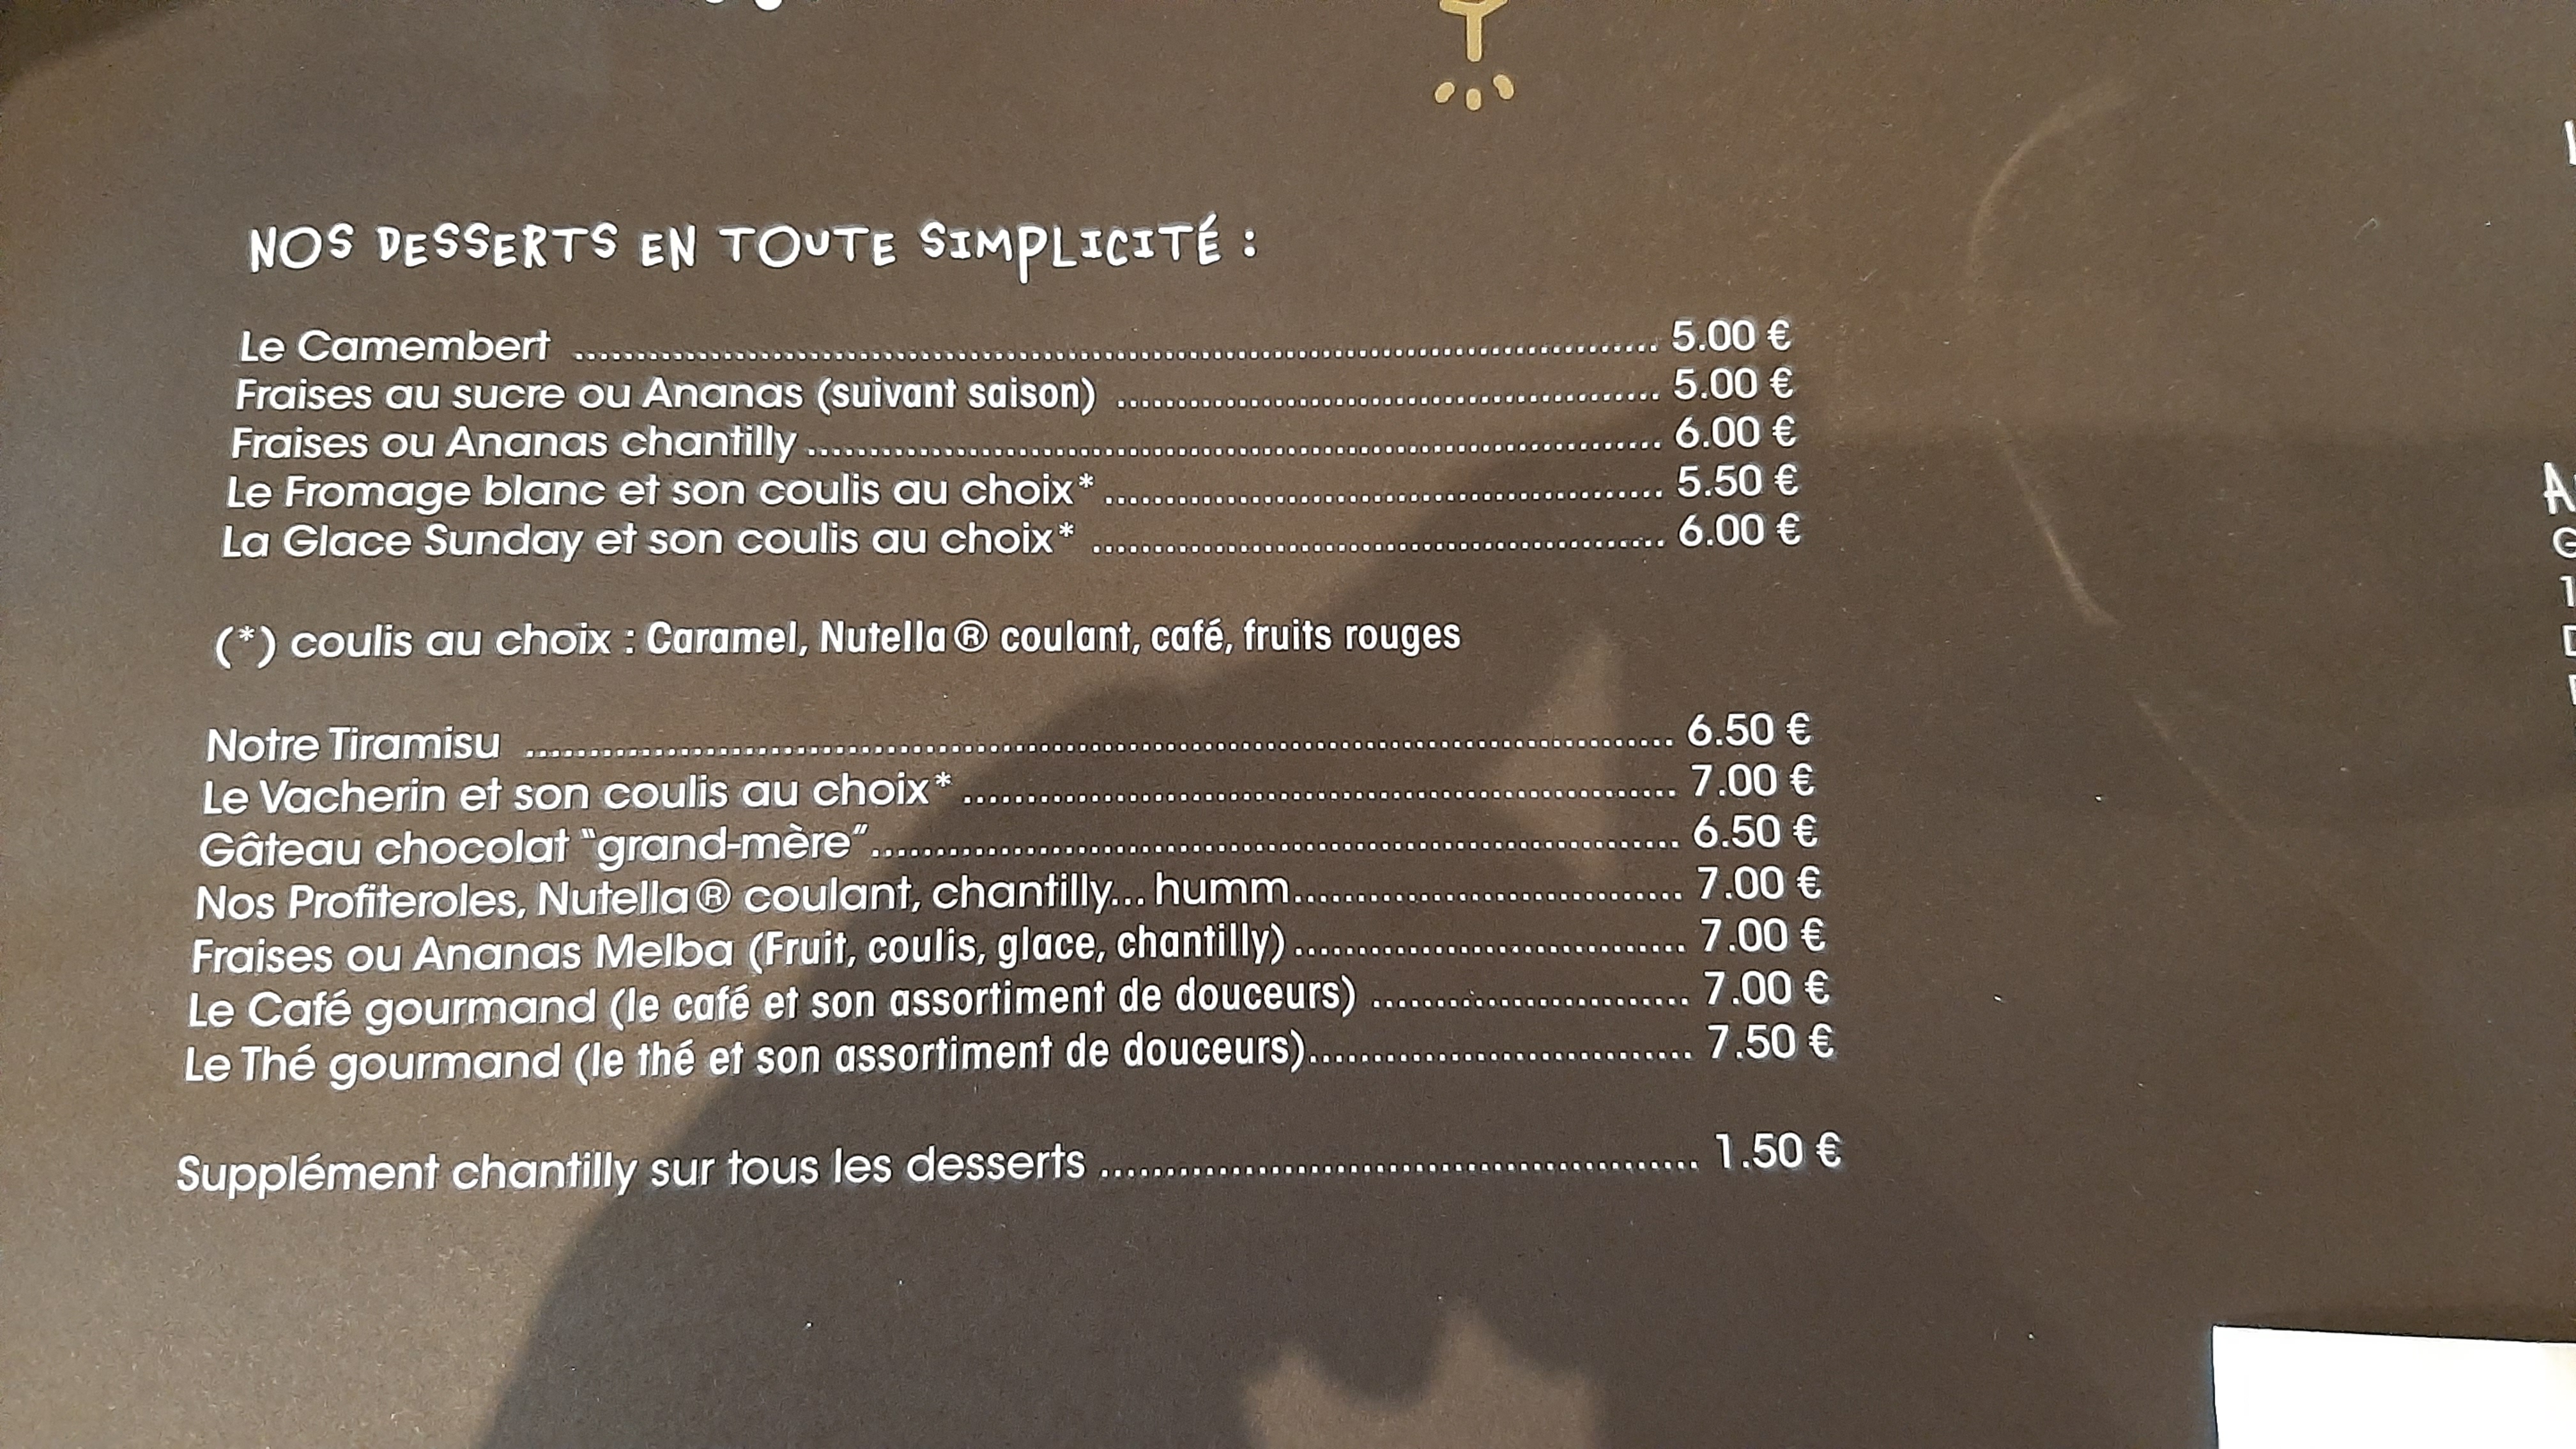 NOS DESSERTS EN TOUTE SIMPLICITÉ :
Le Camembert ........ 5.00 €
Fraises au sucre ou Ananas (suivant saison) ........ 5.00 €
Fraises ou Ananas chantilly ........ 6.00 €
Le Fromage blanc et son coulis au choix* ........ 5.50 €
La Glace Sunday et son coulis au choix* ........ 6.00 €
(*) coulis au choix : Caramel, Nutella® coulant, café, fruits rouges
Notre Tiramisu ........ 6.50 €
Le Vacherin et son coulis au choix* ........ 7.00 €
Gâteau chocolat "grand-mère" ........ 6.50 €
Nos Profiteroles, Nutella® coulant, chantilly... humm ........ 7.00 €
Fraises ou Ananas Melba (Fruit, coulis, glace, chantilly) ........ 7.00 €
Le Café gourmand (le café et son assortiment de douceurs) ........ 7.00 €
Le Thé gourmand (le thé et son assortiment de douceurs) ........ 7.50 €
Supplément chantilly sur tous les desserts ........ 1.50 €